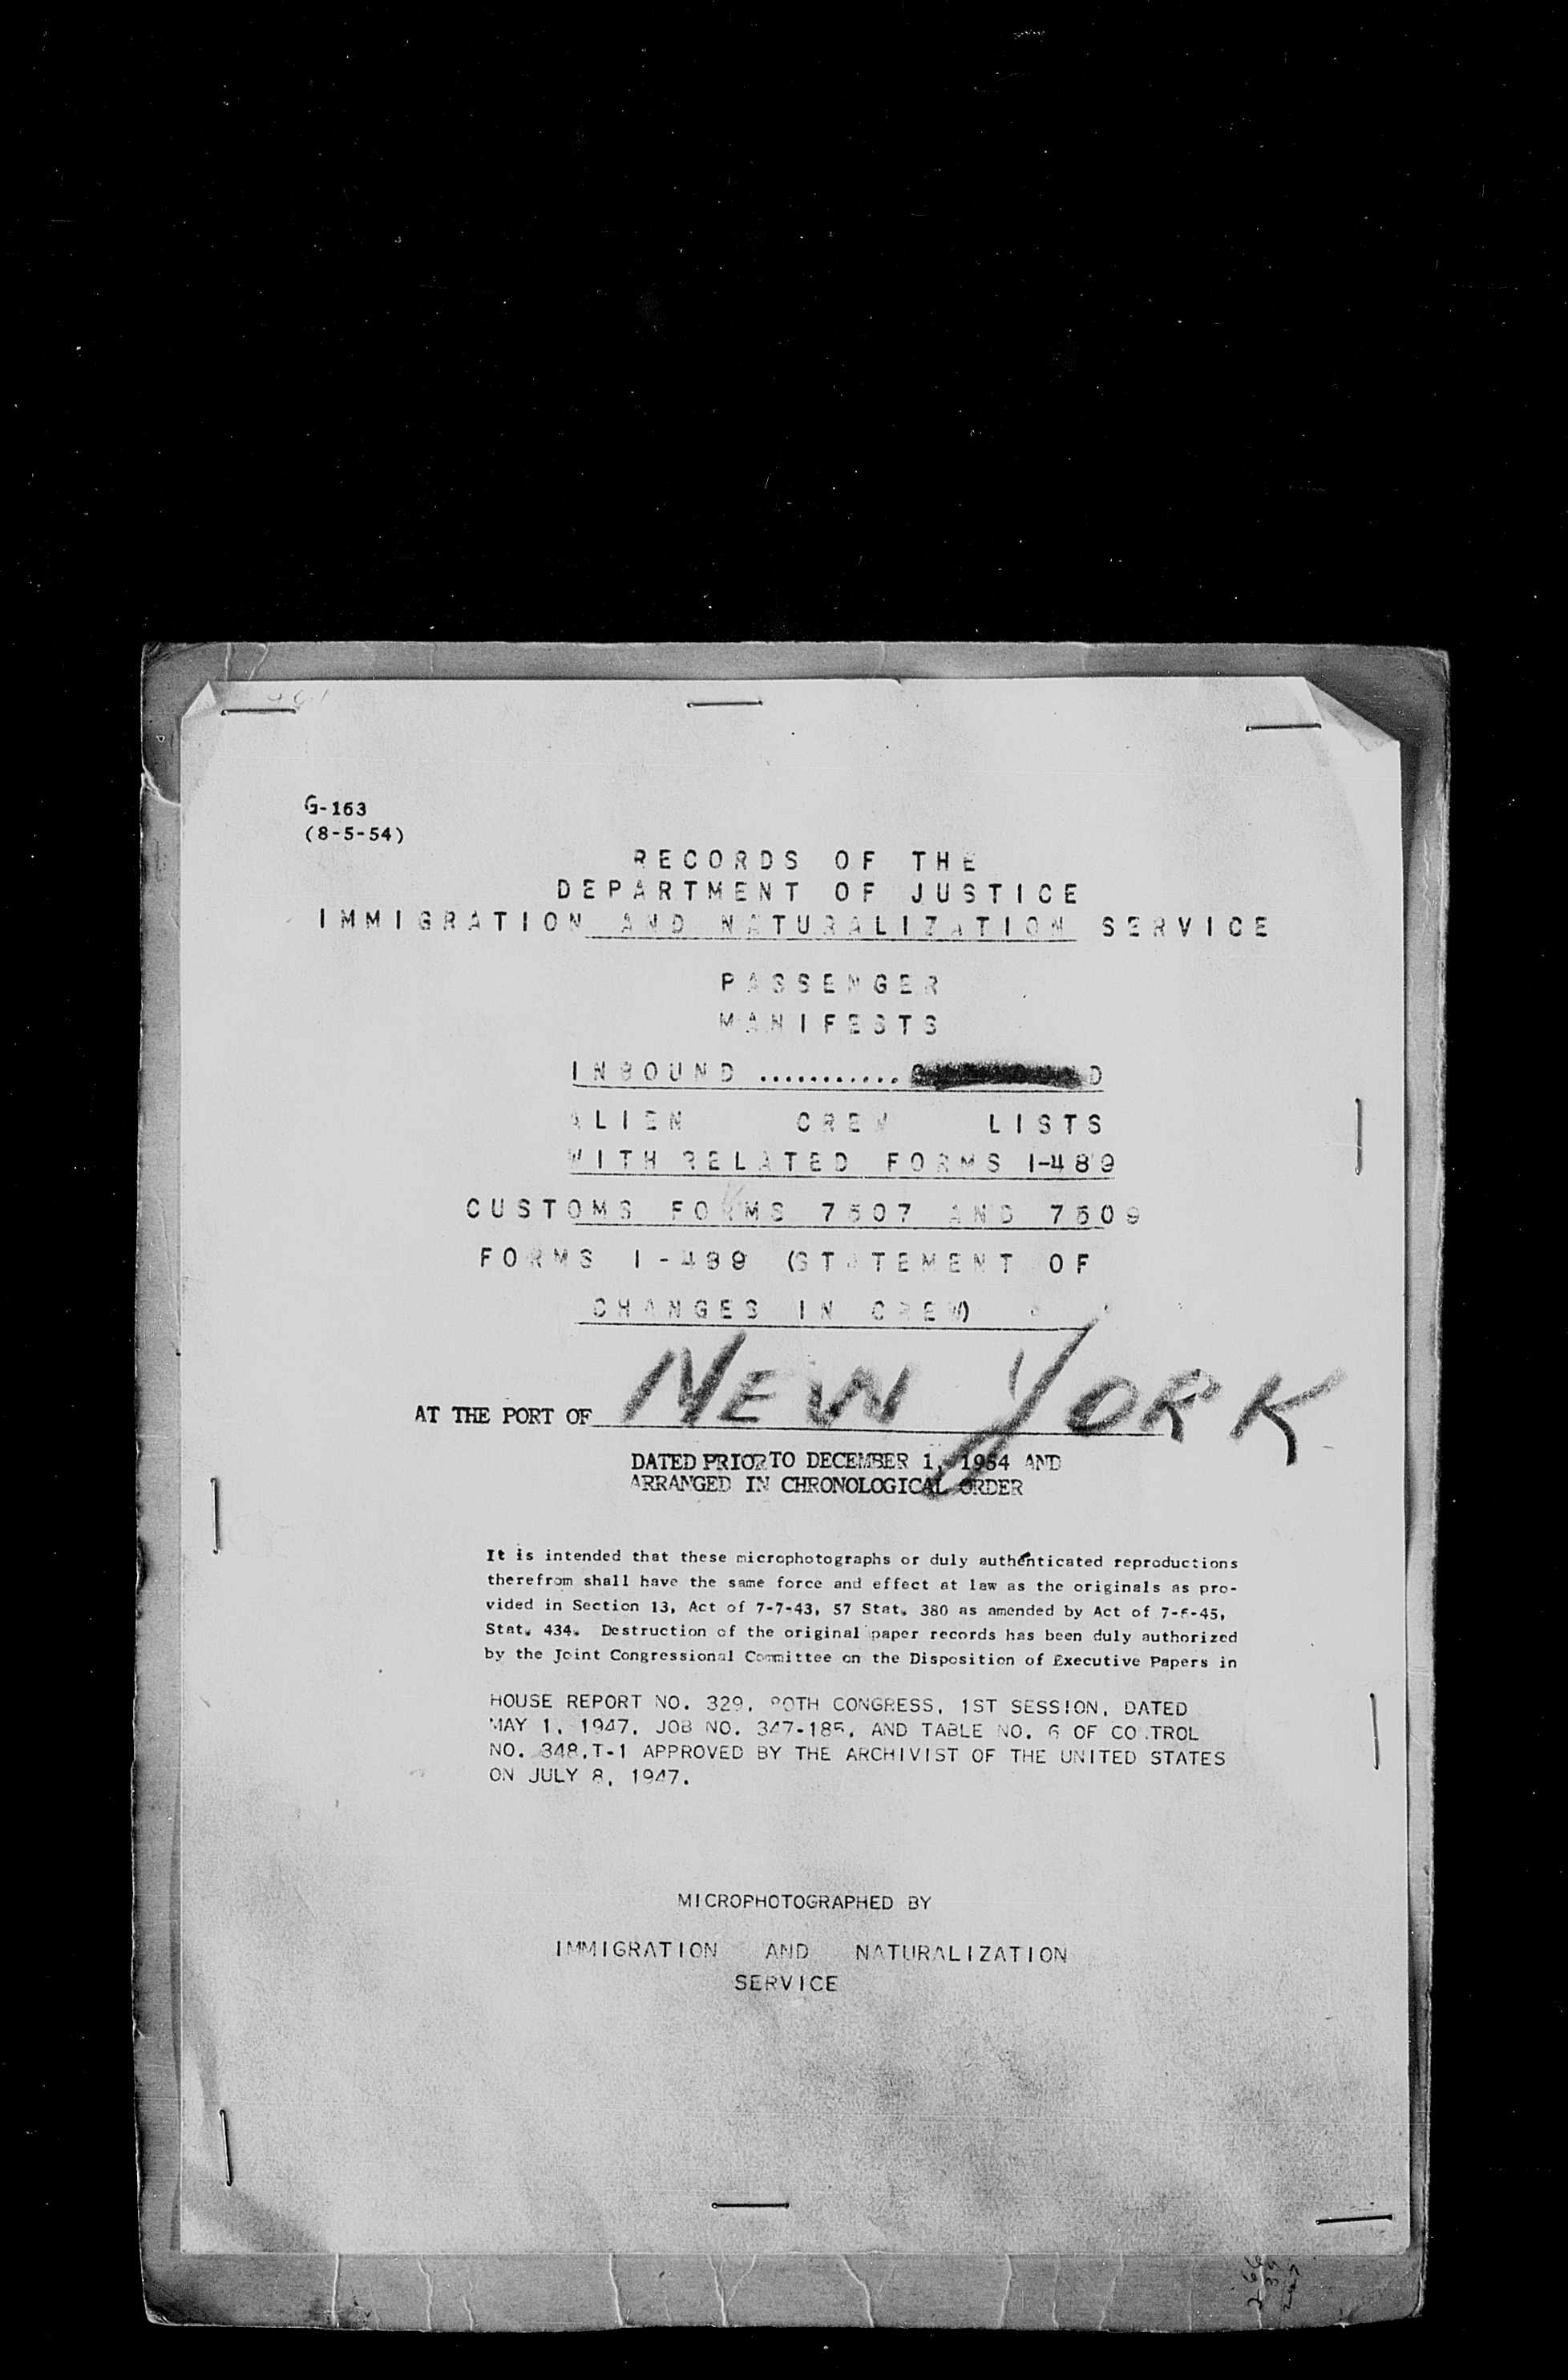 G-163
(8-5-54)
RECORDS OF THE
DEPARTMENT OF JUSTICE
IMMIGRATION AND NATURALIZATION SERVICE
PASSENGER
MANIFESTS
INBOUND ........... D
ALIEN CREW LISTS
WITH RELATED FORMS I-489
CUSTOMS FORMS 7507 AND 7509
FORMS I-489 (STATEMENT OF
CHANGES IN CREW)
AT THE PORT OF NEW YORK
DATED PRIOR TO DECEMBER 1, 1954 AND
ARRANGED IN CHRONOLOGICAL ORDER
It is intended that these microphotographs or duly authenticated reproductions
therefrom shall have the same force and effect at law as the originals as pro-
vided in Section 13, Act of 7-7-43, 57 Stat. 380 as amended by Act of 7-6-45,
Stat. 434. Destruction of the original paper records has been duly authorized
by the Joint Congressional Committee on the Disposition of Executive Papers in
HOUSE REPORT NO. 329, 80TH CONGRESS, 1ST SESSION, DATED
MAY 1, 1947, JOB NO. 347-185, AND TABLE NO. 6 OF CO TROL
NO. 348,T-1 APPROVED BY THE ARCHIVIST OF THE UNITED STATES
ON JULY 8, 1947.
MICROPHOTOGRAPHED BY
IMMIGRATION AND NATURALIZATION
SERVICE